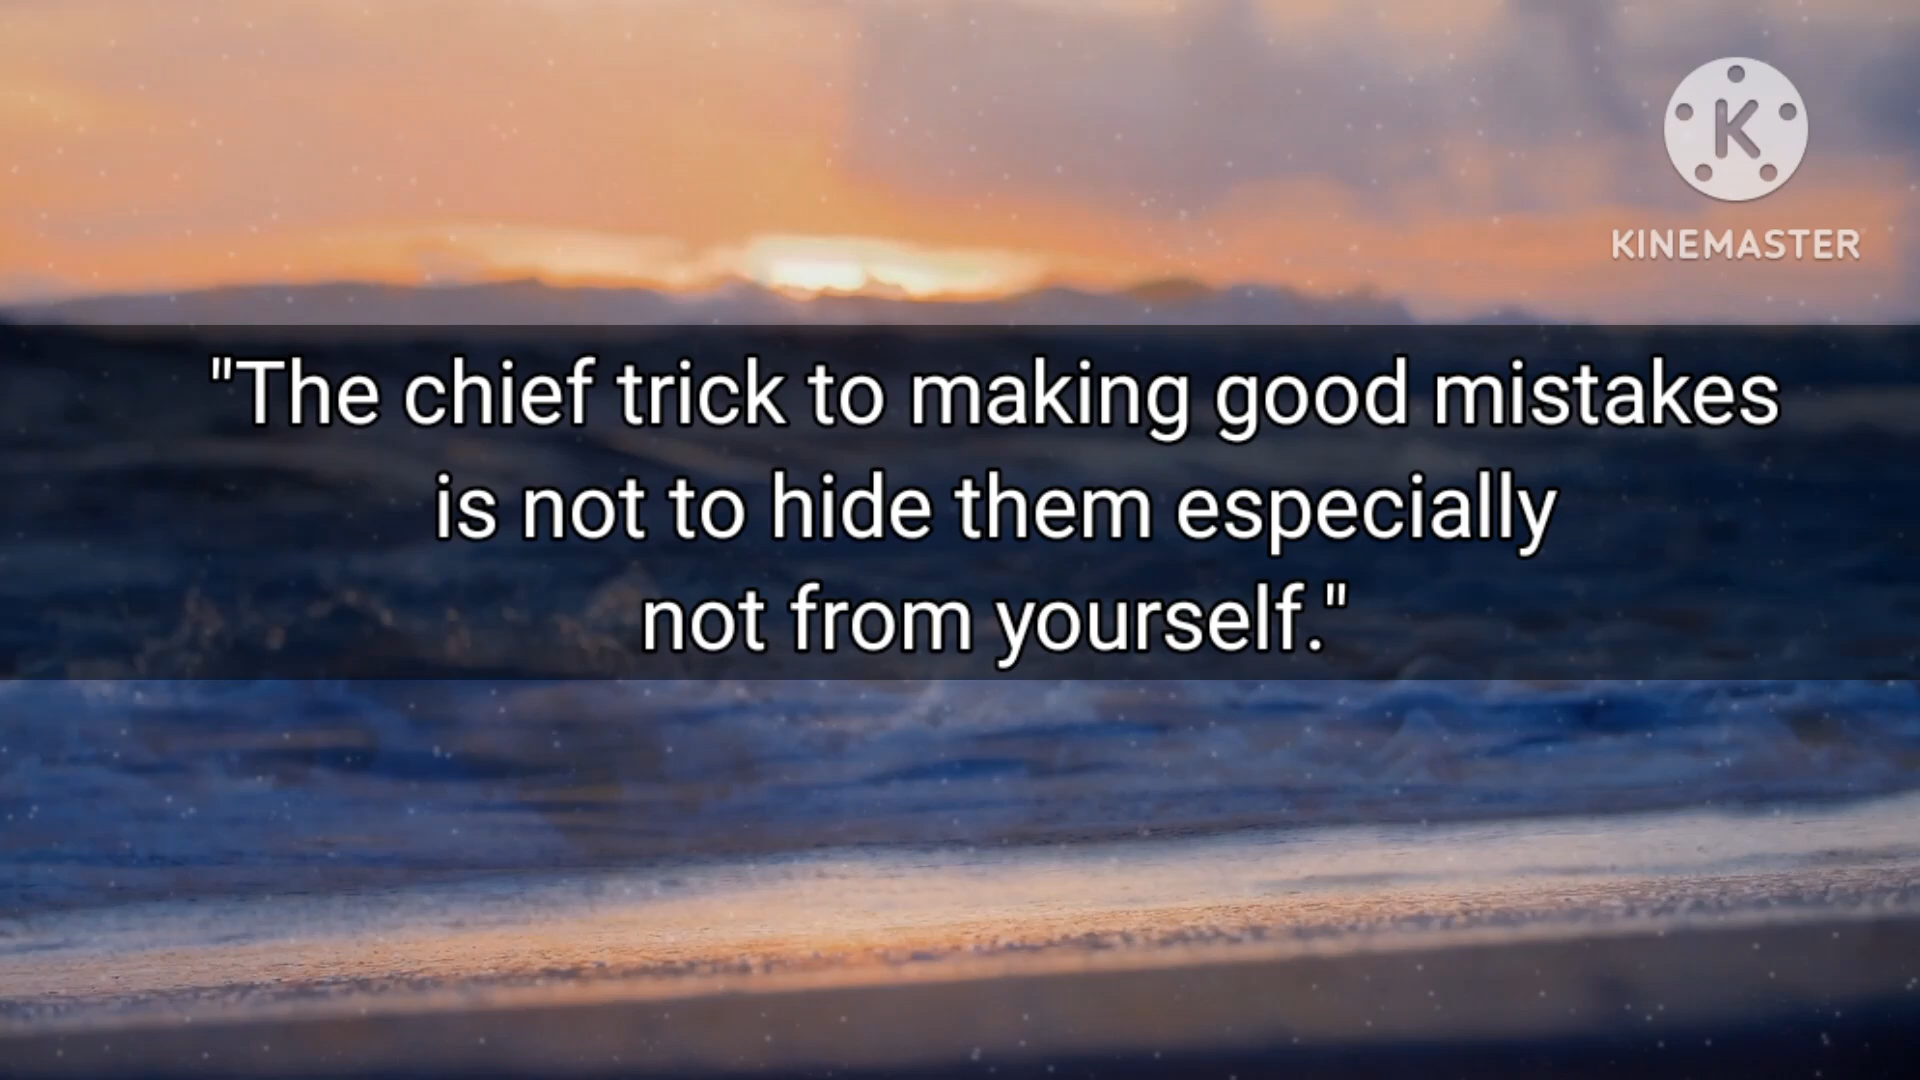 K
KINEMASTER
"The chief trick to making good mistakes
is not to hide them especially
not from yourself."